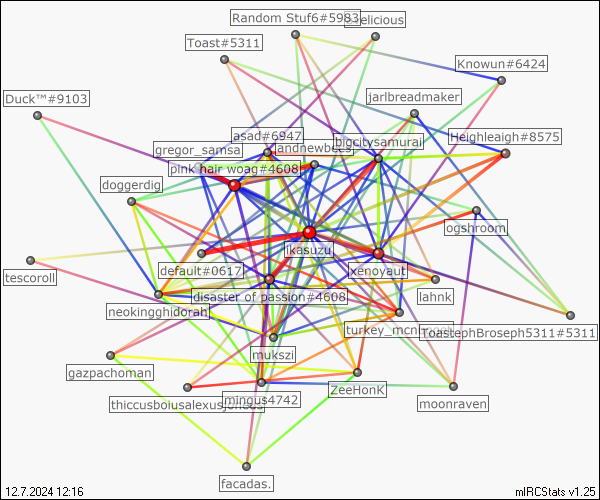 Random Stuf6#5983
elicious
Toast#5311
Knowun#6424
Duck™#9103
jarlbreadmaker
asad#6947
bigcitysamurai
Heighleigh#8575
gregor_samsa
landnewbees
pink hair woag#4608
doggerdig
ogshroom
ikasuzu
default#0617
xenoyaut
tescoroll
disaster of passion#4608
lahnk
neokingghidorah
turkey_mcn
ToastephBroseph5311#5311
mukszi
gazpachoman
ZeeHonK
thiccusbousalexusjonces
mingus4742
moonraven
facadas.
12.7.2024 12:16
mIRCStats v1.25